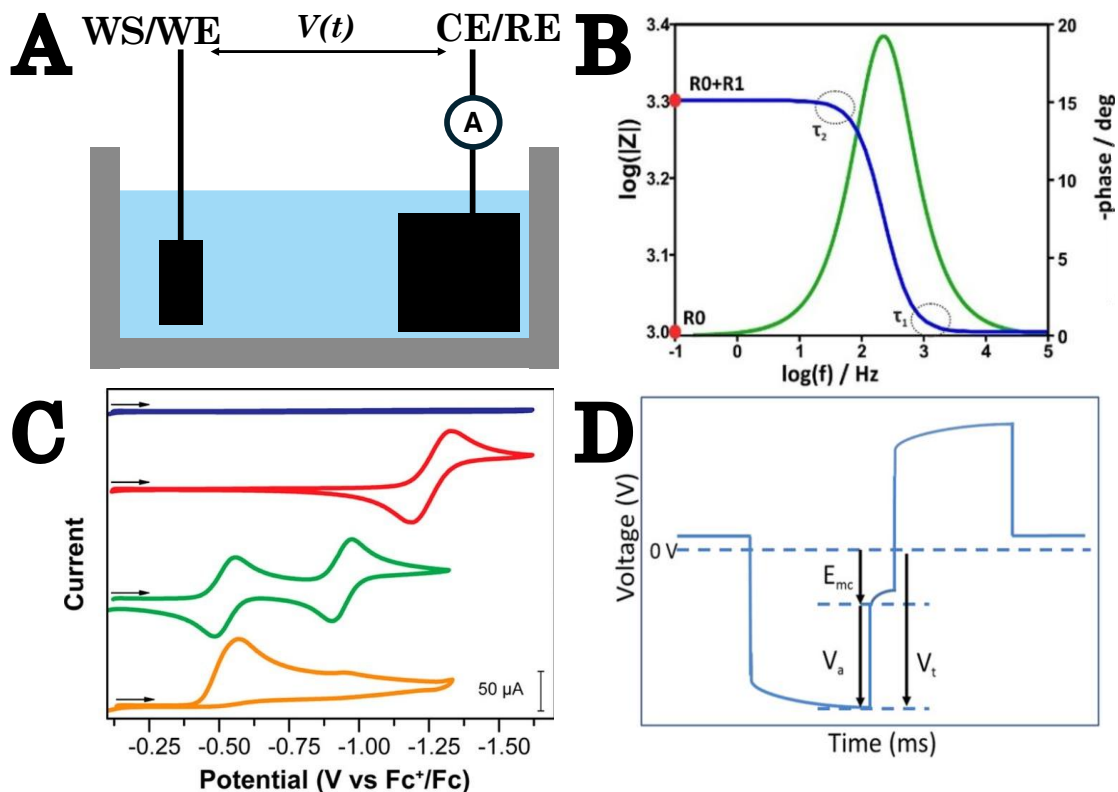 A
WS/WE
V(t)
CE/RE
A
B
3.4
3.3
3.2
3.1
3.0
log(|Z|)
R0+R1
R0
τ₂
τ₁
20
15
10
5
0
-phase / deg
-1 0 1 2 3 4 5
log(f) / Hz
C
Current
50 µA
-0.25 -0.50 -0.75 -1.00 -1.25 -1.50
Potential (V vs Fc⁺/Fc)
D
Voltage (V)
0 V
Eₘc
Vₐ
Vₜ
Time (ms)